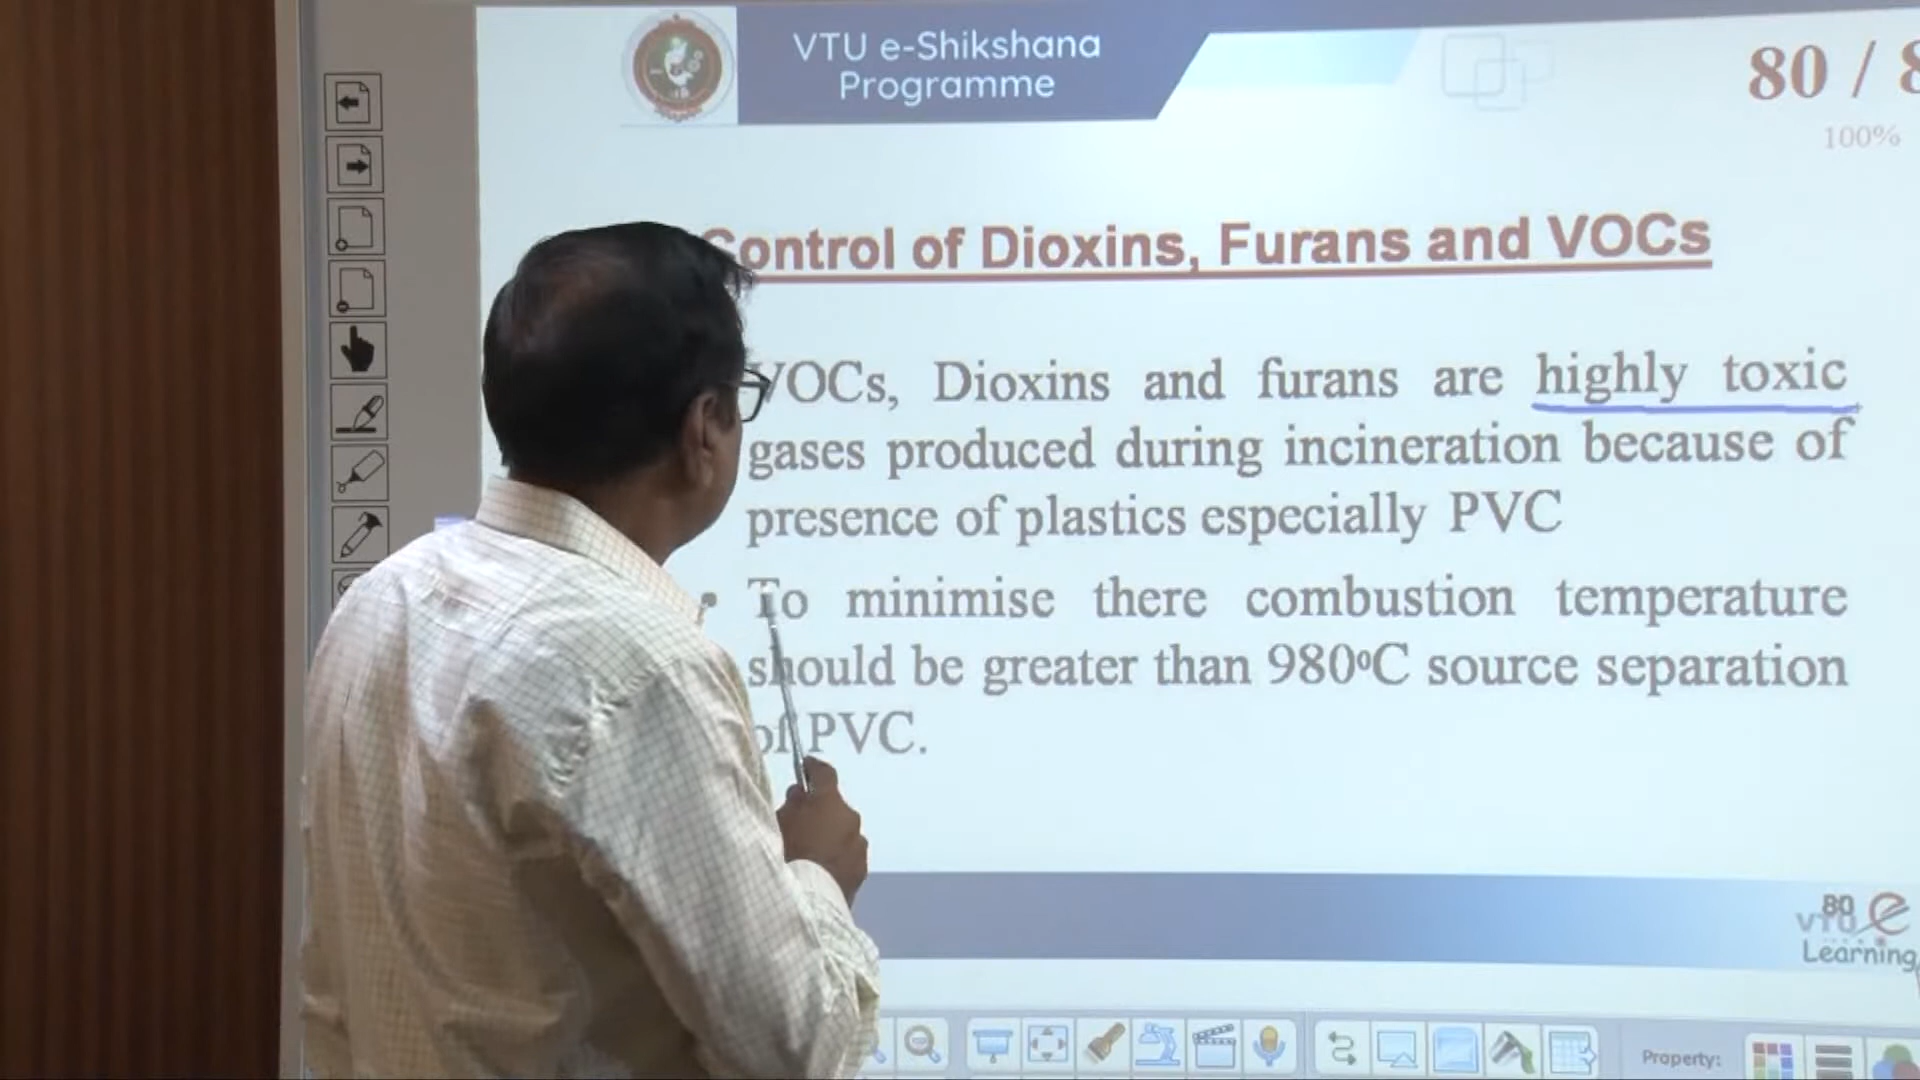 VTU e-Shikshana
Programme
80 / 8
100%
Control of Dioxins, Furans and VOCs
VOCs, Dioxins and furans are highly toxic
gases produced during incineration because of
presence of plastics especially PVC
• To minimise there combustion temperature
should be greater than 980⁰C source separation
of PVC.
80
VTU e
Learning
Property: